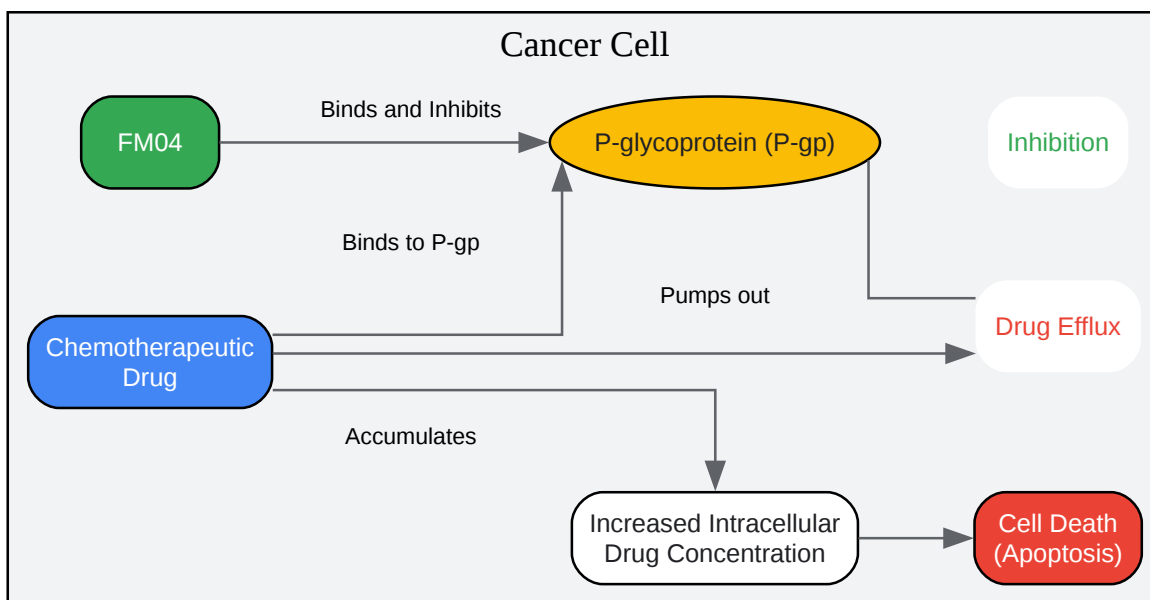 Cancer Cell
Binds and Inhibits
FM04
P-glycoprotein (P-gp)
Inhibition
Binds to P-gp
Pumps out
Drug Efflux
Chemotherapeutic
Drug
Accumulates
Increased Intracellular
Drug Concentration
Cell Death
(Apoptosis)